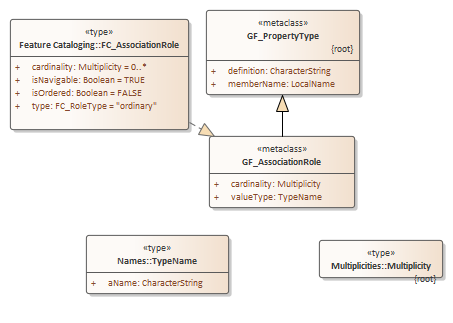 «type»
Feature Cataloging::FC_AssociationRole
+ cardinality: Multiplicity = 0..*
+ isNavigable: Boolean = TRUE
+ isOrdered: Boolean = FALSE
+ type: FC_RoleType = "ordinary"
«metaclass»
GF_PropertyType
{root}
+ definition: CharacterString
+ memberName: LocalName
«metaclass»
GF_AssociationRole
+ cardinality: Multiplicity
+ valueType: TypeName
«type»
Names::TypeName
+ aName: CharacterString
«type»
Multiplicities::Multiplicity
{root}